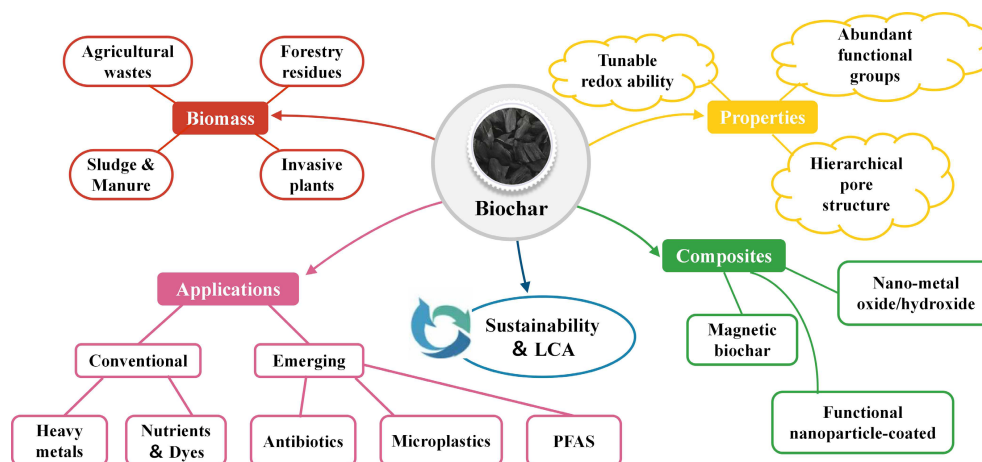 Agricultural
wastes
Forestry
residues
Biomass
Sludge &
Manure
Invasive
plants
Biochar
Tunable
redox ability
Abundant
functional
groups
Properties
Hierarchical
pore
structure
Applications
Conventional
Emerging
Heavy
metals
Nutrients
& Dyes
Antibiotics
Microplastics
PFAS
Sustainability
& LCA
Composites
Nano-metal
oxide/hydroxide
Magnetic
biochar
Functional
nanoparticle-coated